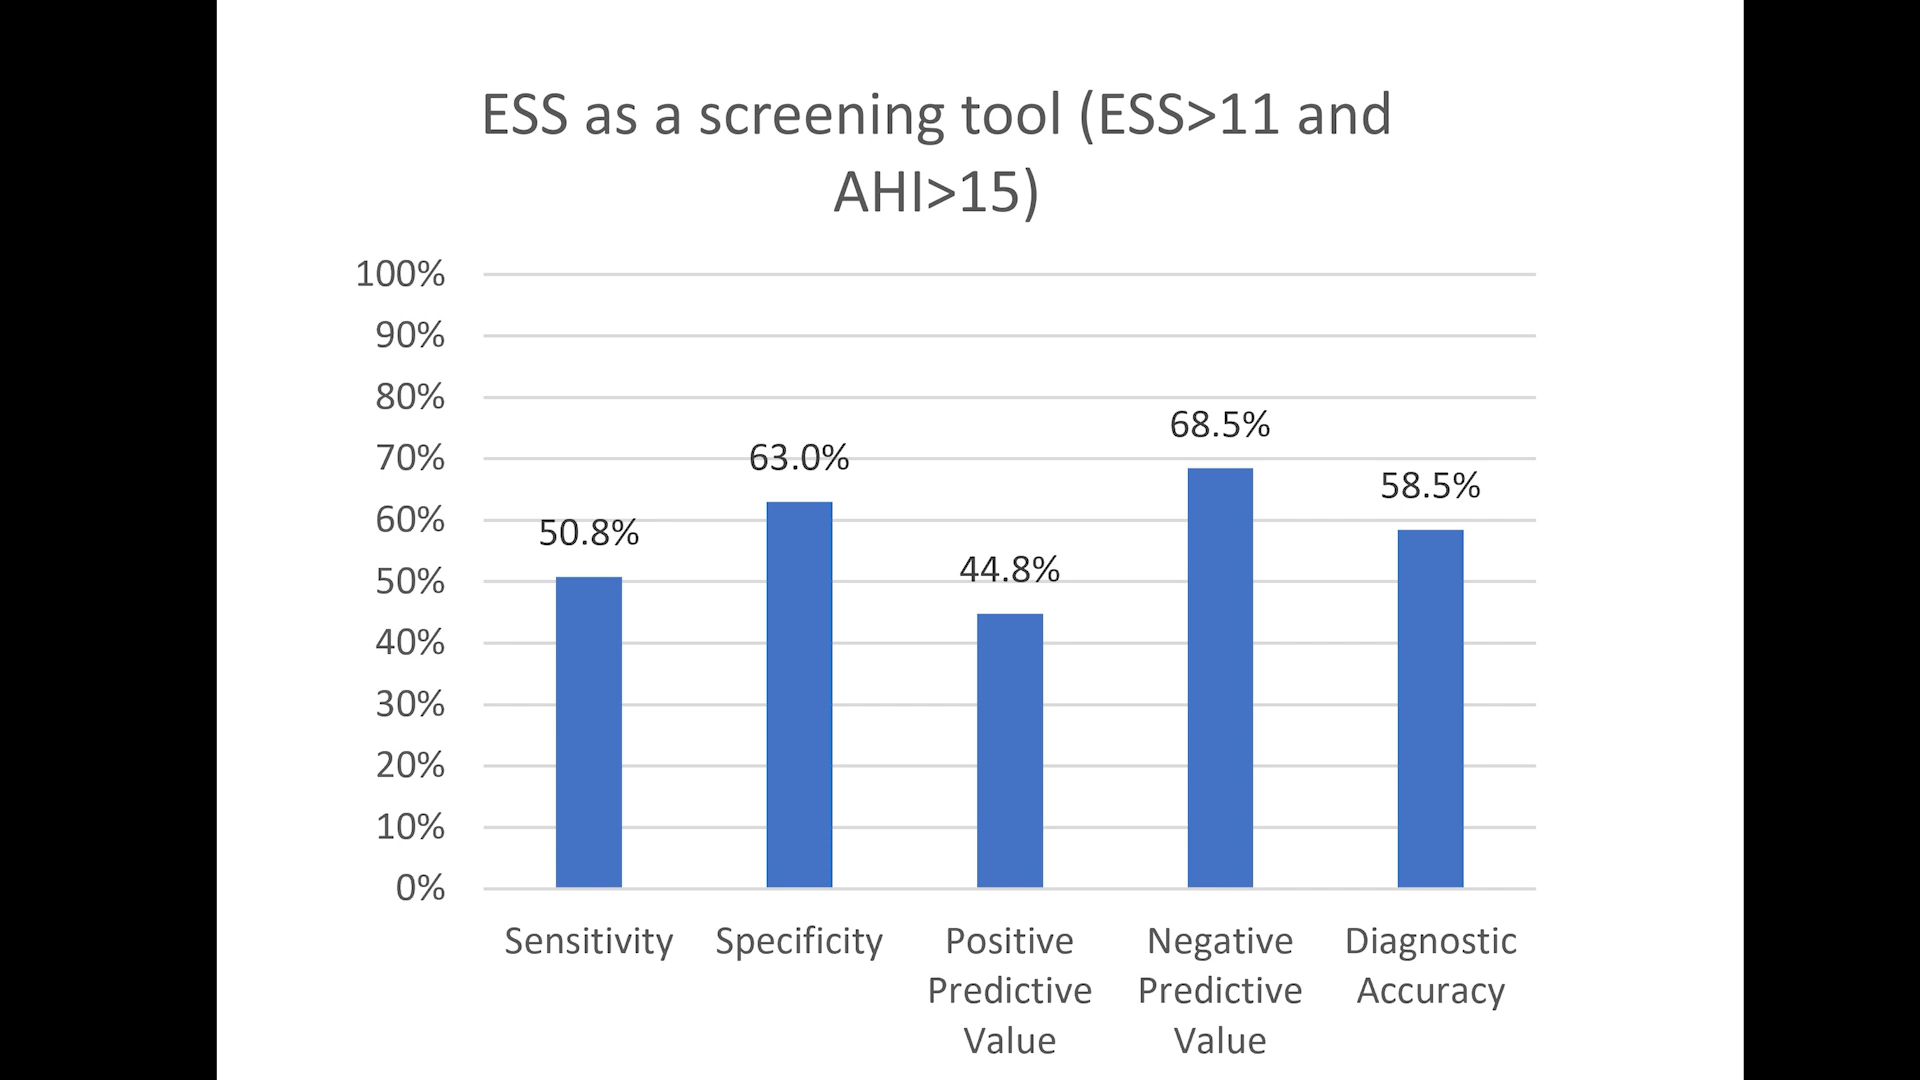 ESS as a screening tool (ESS>11 and
AHI>15)
100%
90%
80%
70%
60%
50%
40%
30%
20%
10%
0%
50.8%
63.0%
44.8%
68.5%
58.5%
Sensitivity
Specificity
Positive
Predictive
Value
Negative
Predictive
Value
Diagnostic
Accuracy